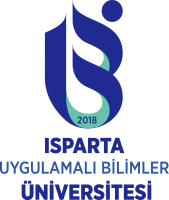 2018
ISPARTA
UYGULAMALI BİLİMLER
ÜNİVERSİTESİ